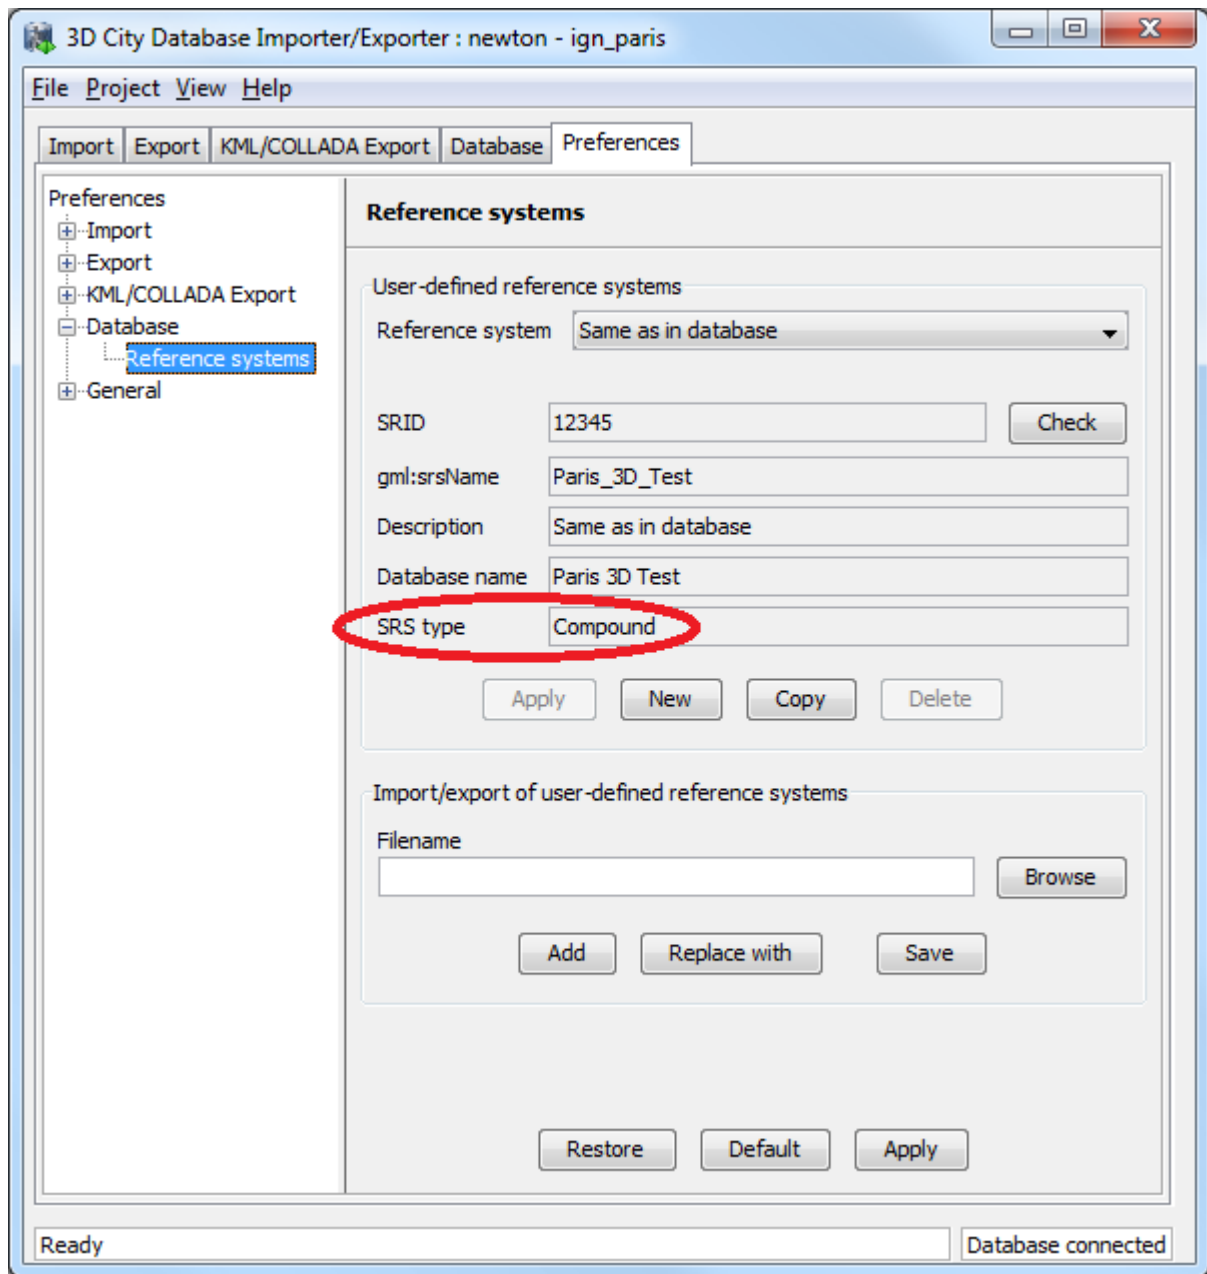 3D City Database Importer/Exporter : newton - ign_paris
File Project View Help
Import Export KML/COLLADA Export Database Preferences
Preferences
Import
Export
KML/COLLADA Export
Database
Reference systems
General
Reference systems
User-defined reference systems
Reference system Same as in database
SRID 12345 Check
gml:srsName Paris_3D_Test
Description Same as in database
Database name Paris 3D Test
SRS type Compound
Apply New Copy Delete
Import/export of user-defined reference systems
Filename
Browse
Add Replace with Save
Restore Default Apply
Ready Database connected